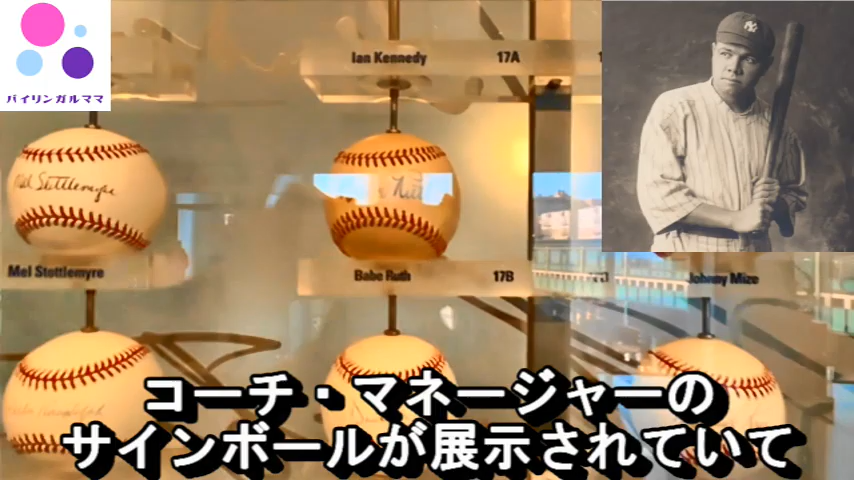 バイリンガルママ
Ian Kennedy 17A
Mel Stottlemyre
Mel Stottlemyre
Babe Ruth 17B
Johnny Mize
コーチ・マネージャーの
サインボールが展示されていて